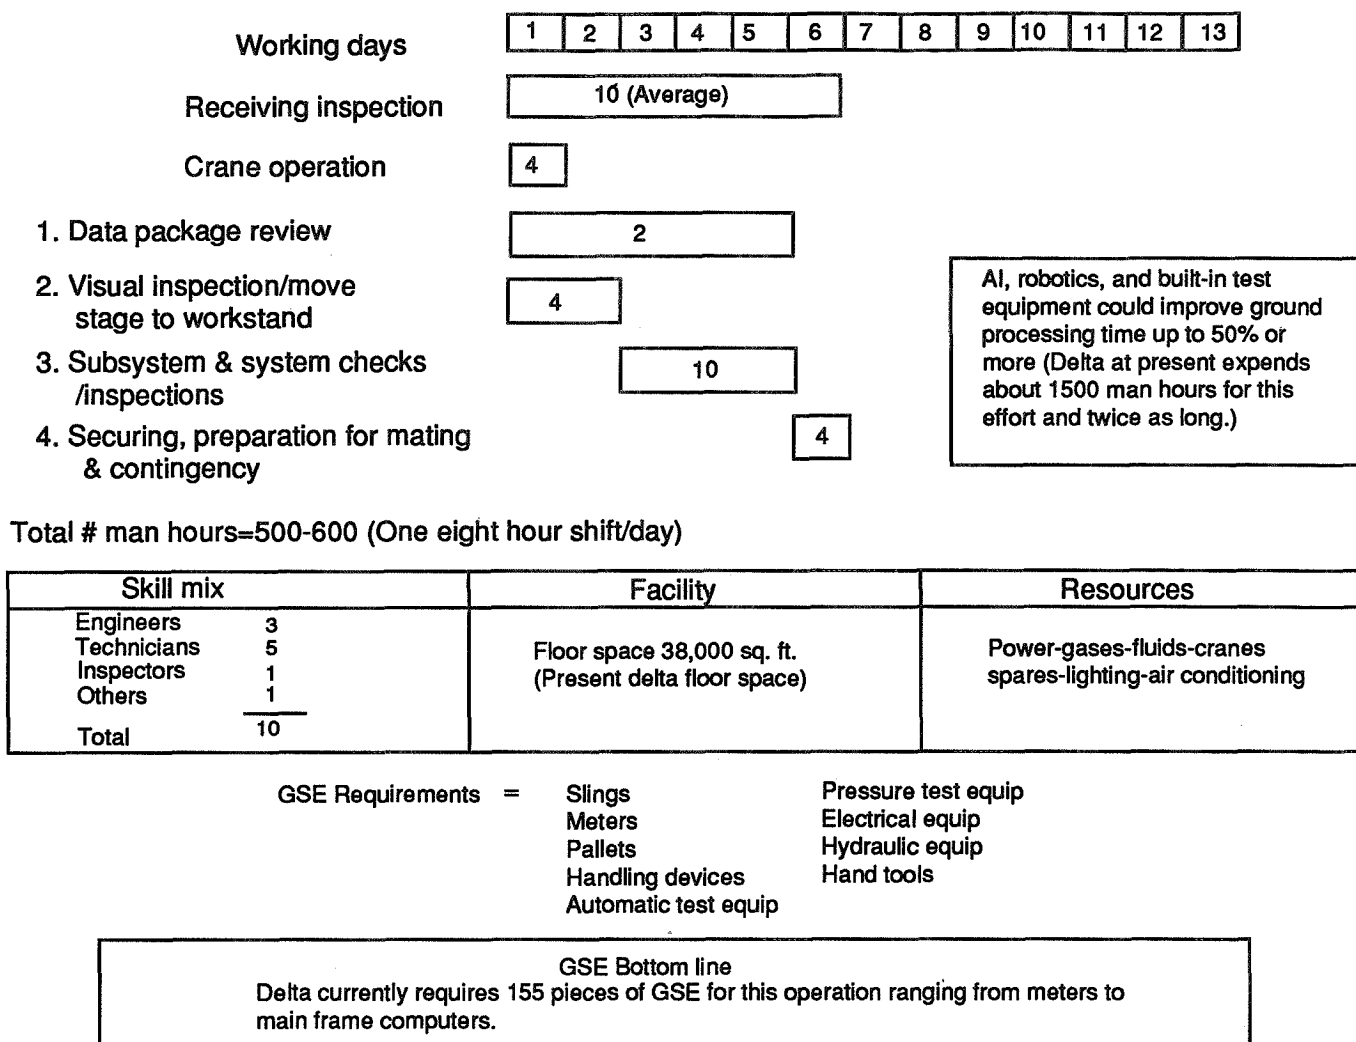 Working days 1 2 3 4 5 6 7 8 9 10 11 12 13
Receiving inspection 10 (Average)
Crane operation 4
1. Data package review 2
2. Visual inspection/move
stage to workstand 4
3. Subsystem & system checks
/inspections 10
4. Securing, preparation for mating
& contingency 4
AI, robotics, and built-in test
equipment could improve ground
processing time up to 50% or
more (Delta at present expends
about 1500 man hours for this
effort and twice as long.)
Total # man hours=500-600 (One eight hour shift/day)
Skill mix Facility Resources
Engineers 3
Technicians 5
Inspectors 1
Others 1
Total 10
Floor space 38,000 sq. ft.
(Present delta floor space)
Power-gases-fluids-cranes
spares-lighting-air conditioning
GSE Requirements =
Slings
Meters
Pallets
Handling devices
Automatic test equip
Pressure test equip
Electrical equip
Hydraulic equip
Hand tools
GSE Bottom line
Delta currently requires 155 pieces of GSE for this operation ranging from meters to
main frame computers.